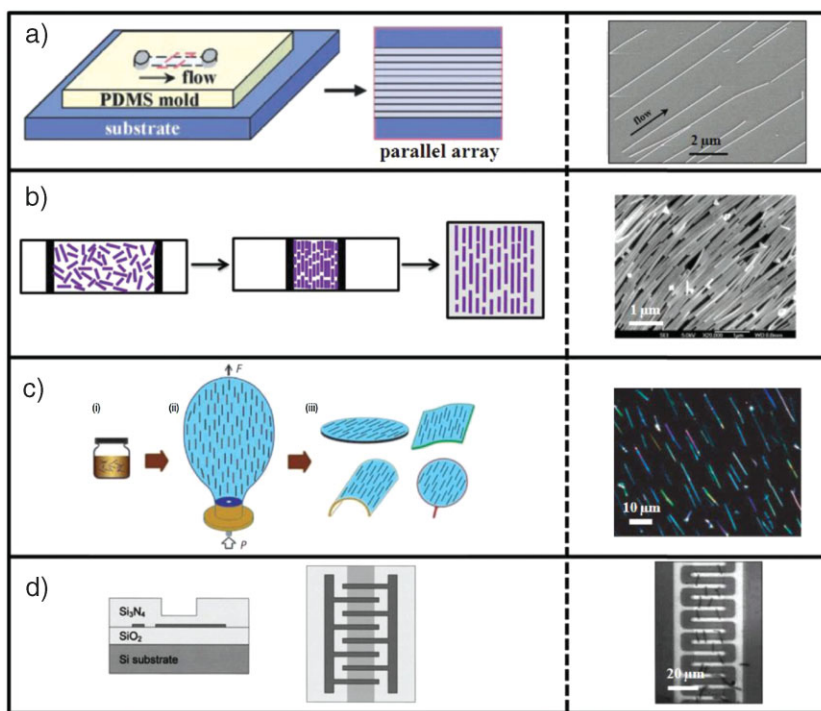 a)
flow
PDMS mold
substrate
parallel array
flow
2 µm
b)
1 µm
c)
(i)
(ii)
F
(iii)
P
10 µm
d)
Si₃N₄
SiO₂
Si substrate
20 µm